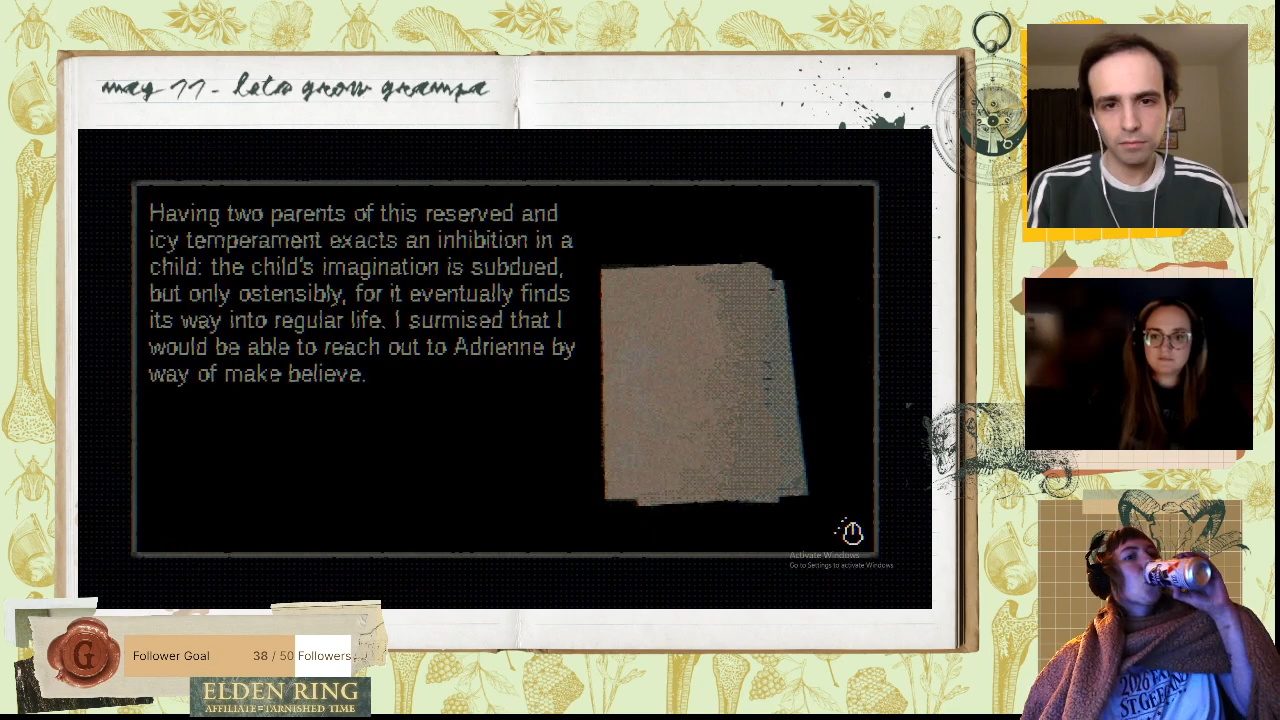 may 11 - lets grow grampa
Having two parents of this reserved and
icy temperament exacts an inhibition in a
child: the child's imagination is subdued,
but only ostensibly, for it eventually finds
its way into regular life. I surmised that I
would be able to reach out to Adrienne by
way of make believe.
Activate Windows
Go to Settings to activate Windows.
G
Follower Goal
38 / 50 Followers
ELDEN RING
AFFILIATE=TARNISHED TIME